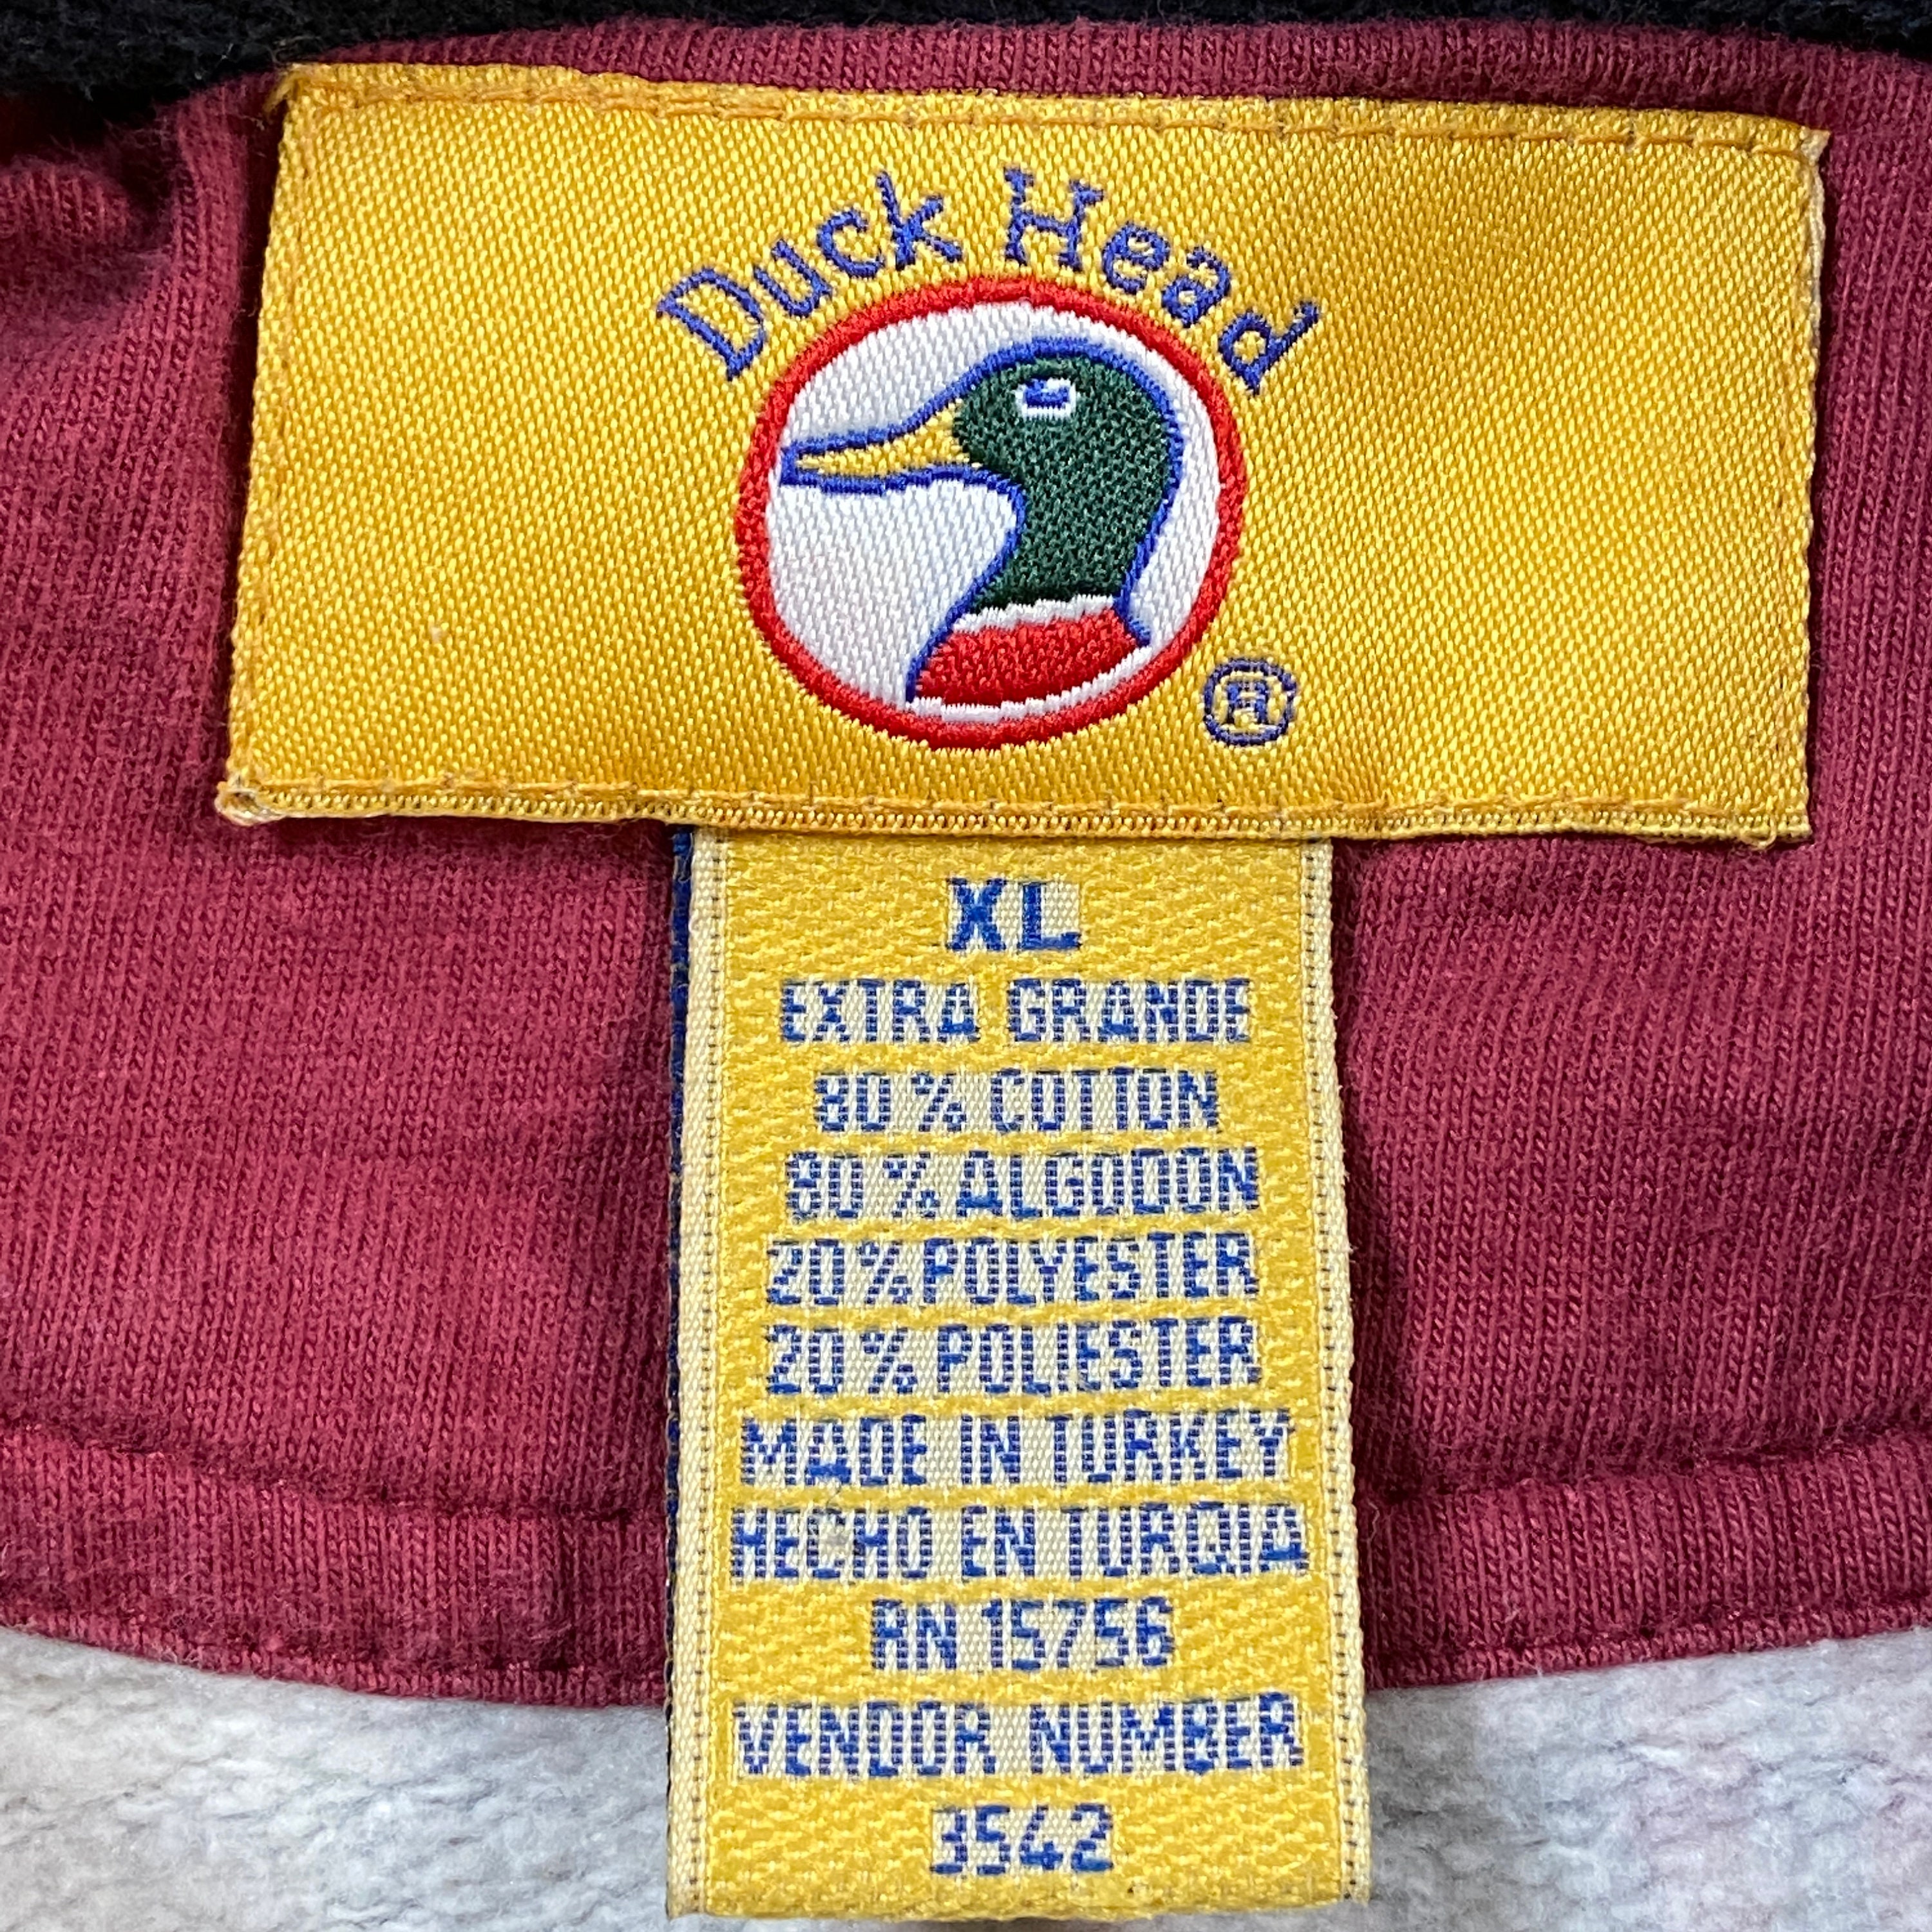 Duck Head
®
XL
EXTRA GRANDE
80% COTTON
80% ALGODON
20% POLYESTER
20% POLIESTER
MADE IN TURKEY
HECHO EN TURQIA
RN 15756
VENDOR NUMBER
3542